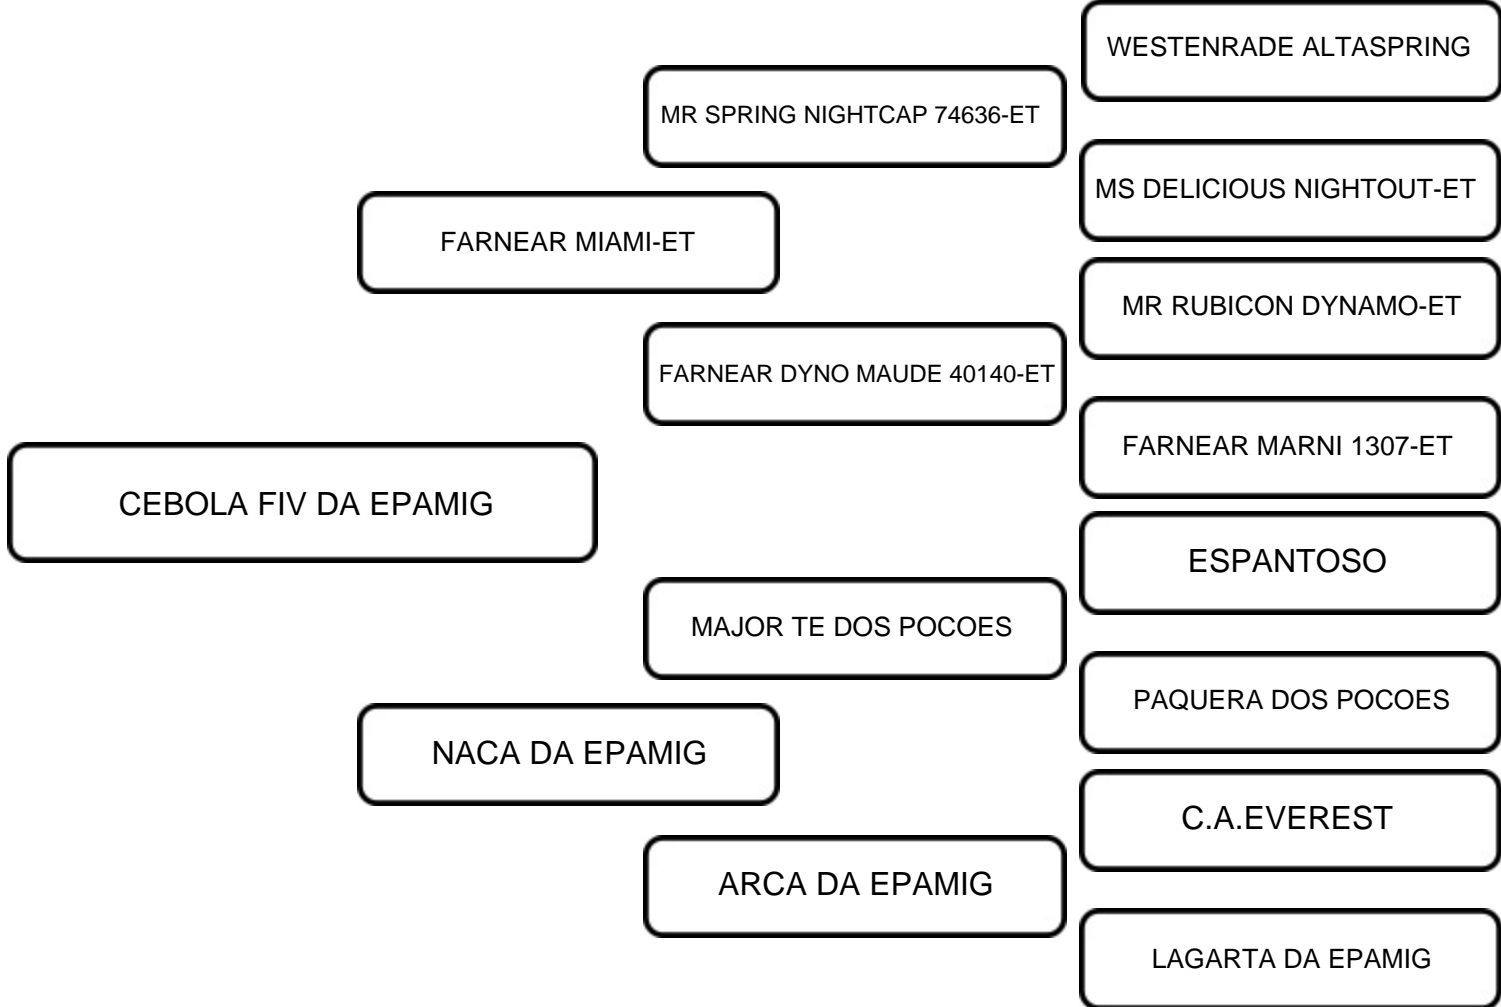 WESTENRADE ALTASPRING
MR SPRING NIGHTCAP 74636-ET
MS DELICIOUS NIGHTOUT-ET
FARNEAR MIAMI-ET
MR RUBICON DYNAMO-ET
FARNEAR DYNO MAUDE 40140-ET
FARNEAR MARNI 1307-ET
CEBOLA FIV DA EPAMIG
ESPANTOSO
MAJOR TE DOS POCOES
PAQUERA DOS POCOES
NACA DA EPAMIG
C.A.EVEREST
ARCA DA EPAMIG
LAGARTA DA EPAMIG